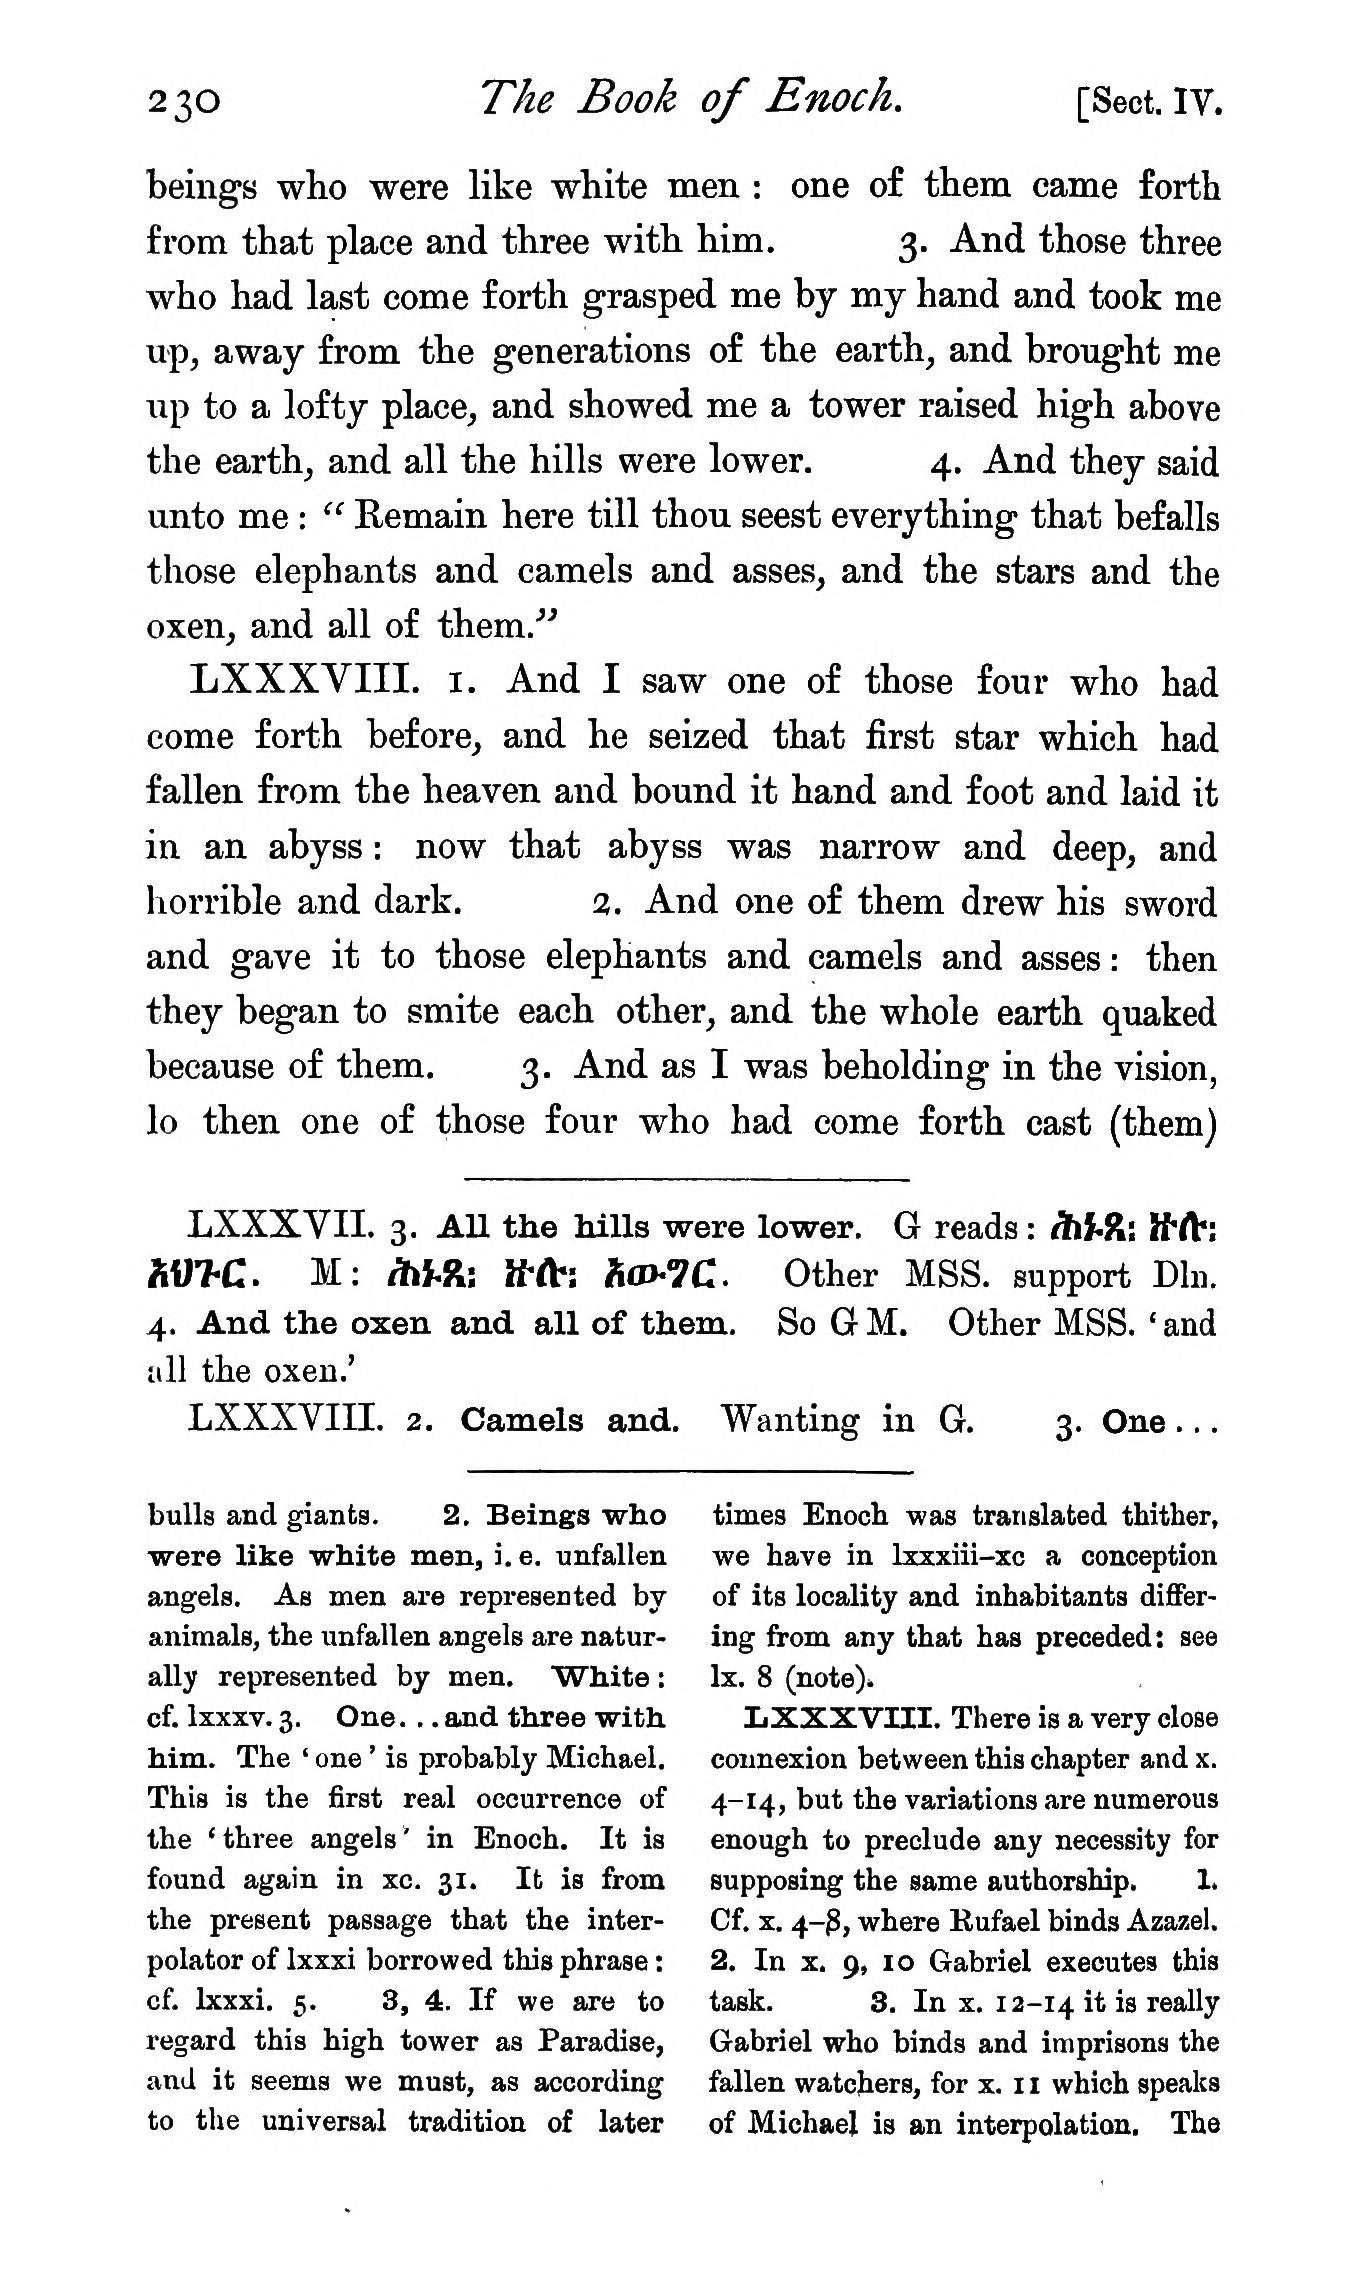 230 The Book of Enoch. [Sect. IV.
beings who were like white men : one of them came forth
from that place and three with him. 3. And those three
who had last come forth grasped me by my hand and took me
up, away from the generations of the earth, and brought me
up to a lofty place, and showed me a tower raised high above
the earth, and all the hills were lower. 4. And they said
unto me : “ Remain here till thou seest everything that befalls
those elephants and camels and asses, and the stars and the
oxen, and all of them.”
LXXXVIII. 1. And I saw one of those four who had
come forth before, and he seized that first star which had
fallen from the heaven and bound it hand and foot and laid it
in an abyss : now that abyss was narrow and deep, and
horrible and dark. 2. And one of them drew his sword
and gave it to those elephants and camels and asses : then
they began to smite each other, and the whole earth quaked
because of them. 3. And as I was beholding in the vision,
lo then one of those four who had come forth cast (them)
LXXXVII. 3. All the hills were lower. G reads : ሕኑጺ: ኵሉ:
አህጉር. M : ሕኑጺ: ኵሉ: አውግር. Other MSS. support Dln.
4. And the oxen and all of them. So G M. Other MSS. ‘and
all the oxen.’
LXXXVIII. 2. Camels and. Wanting in G. 3. One ...
bulls and giants. 2. Beings who
were like white men, i. e. unfallen
angels. As men are represented by
animals, the unfallen angels are natur-
ally represented by men. White :
cf. lxxxv. 3. One...and three with
him. The ‘one’ is probably Michael.
This is the first real occurrence of
the ‘three angels’ in Enoch. It is
found again in xc. 31. It is from
the present passage that the inter-
polator of lxxxi borrowed this phrase :
cf. lxxxi. 5. 3, 4. If we are to
regard this high tower as Paradise,
and it seems we must, as according
to the universal tradition of later
times Enoch was translated thither,
we have in lxxxiii–xc a conception
of its locality and inhabitants differ-
ing from any that has preceded: see
lx. 8 (note).
LXXXVIII. There is a very close
connexion between this chapter and x.
4–14, but the variations are numerous
enough to preclude any necessity for
supposing the same authorship. 1.
Cf. x. 4–8, where Rufael binds Azazel.
2. In x. 9, 10 Gabriel executes this
task. 3. In x. 12–14 it is really
Gabriel who binds and imprisons the
fallen watchers, for x. 11 which speaks
of Michael is an interpolation. The